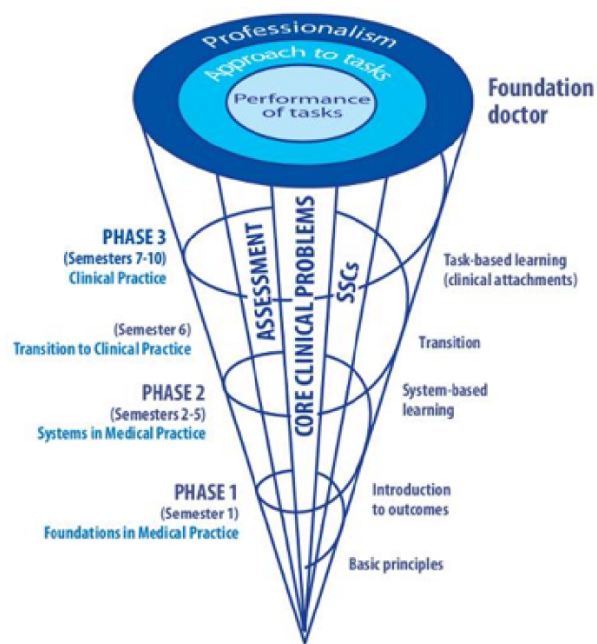 Professionalism
Approach to tasks
Performance
of tasks
Foundation
doctor
ASSESSMENT
CORE CLINICAL PROBLEMS
SSCs
PHASE 3
(Semesters 7-10)
Clinical Practice
Task-based learning
(clinical attachments)
(Semester 6)
Transition to Clinical Practice
Transition
PHASE 2
(Semesters 2-5)
Systems in Medical Practice
System-based
learning
PHASE 1
(Semester 1)
Foundations in Medical Practice
Introduction
to outcomes
Basic principles